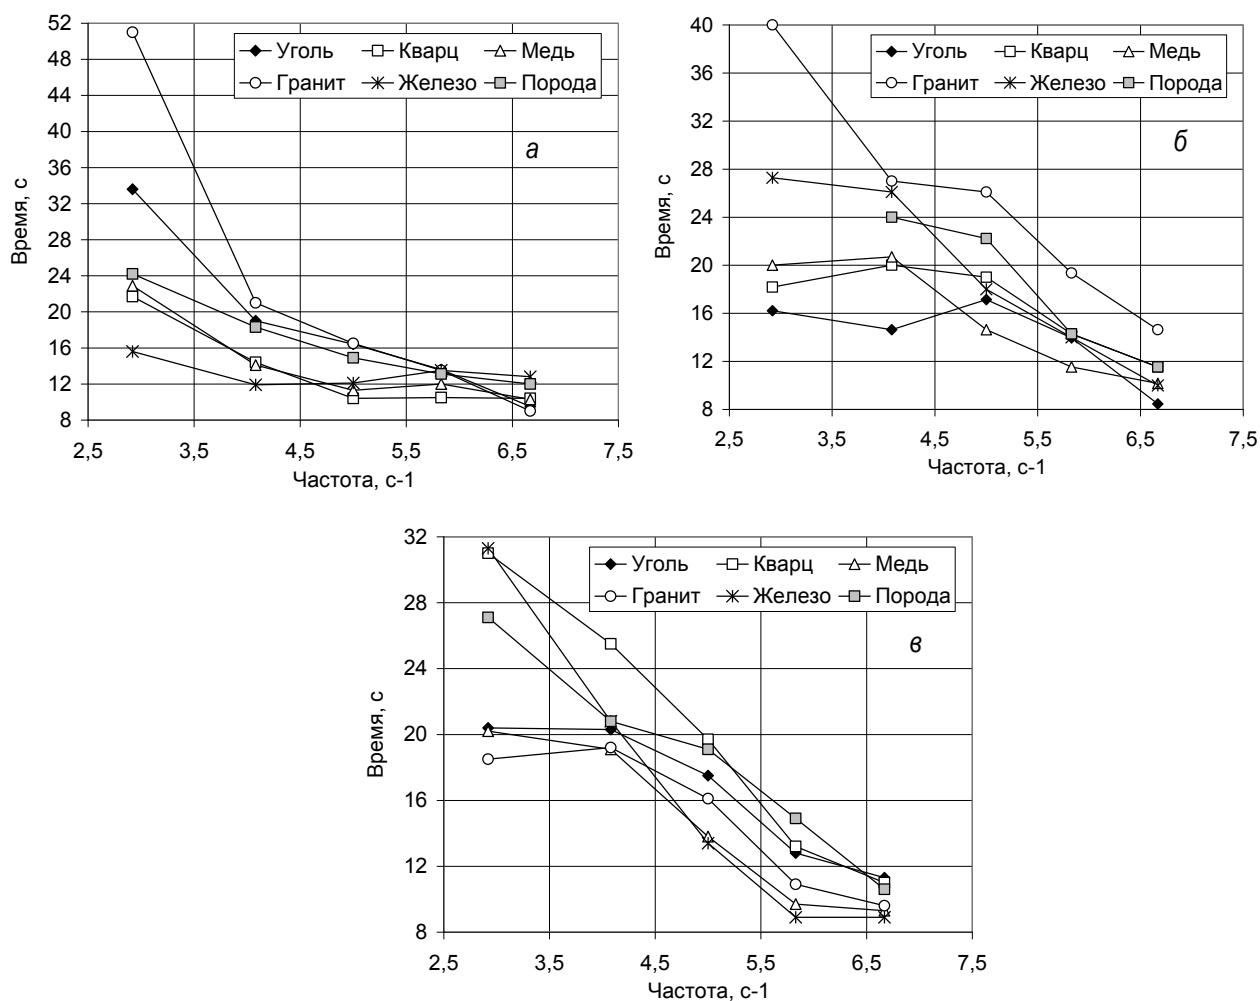 52
48
44
40
36
32
28
24
20
16
12
8
2,5 3,5 4,5 5,5 6,5 7,5
Время, с
Частота, с-1
Уголь Кварц Медь
Гранит Железо Порода
а
40
36
32
28
24
20
16
12
8
2,5 3,5 4,5 5,5 6,5 7,5
Время, с
Частота, с-1
Уголь Кварц Медь
Гранит Железо Порода
б
32
28
24
20
16
12
8
2,5 3,5 4,5 5,5 6,5 7,5
Время, с
Частота, с-1
Уголь Кварц Медь
Гранит Железо Порода
в